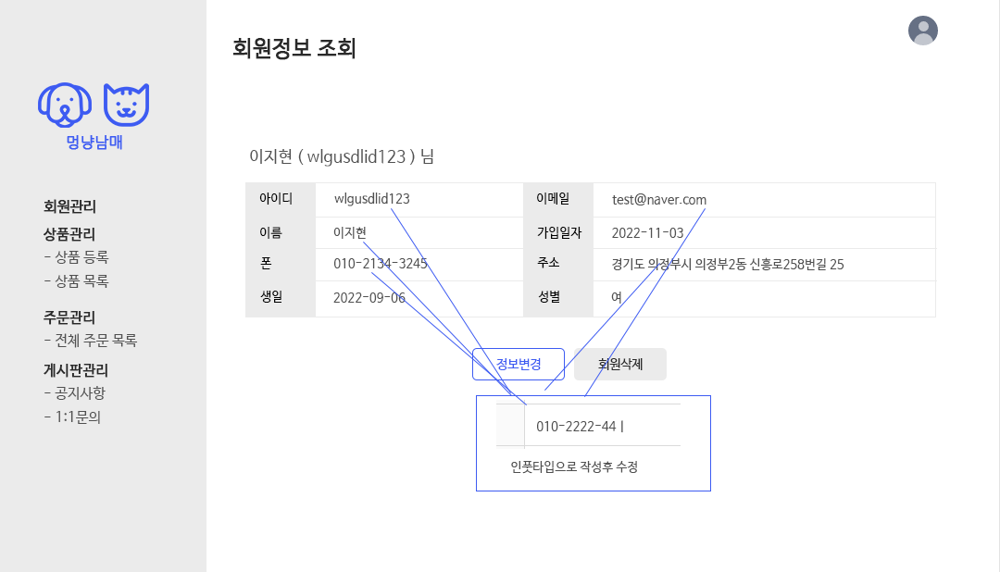 멍냥남매
회원관리
상품관리
- 상품 등록
- 상품 목록
주문관리
- 전체 주문 목록
게시판관리
- 공지사항
- 1:1문의
회원정보 조회
이지현 ( wlgusdlid123 ) 님
아이디 wlgusdlid123 이메일 test@naver.com
이름 이지현 가입일자 2022-11-03
폰 010-2134-3245 주소 경기도 의정부시 의정부2동 신흥로258번길 25
생일 2022-09-06 성별 여
정보변경 회원삭제
010-2222-44 |
인풋타입으로 작성후 수정